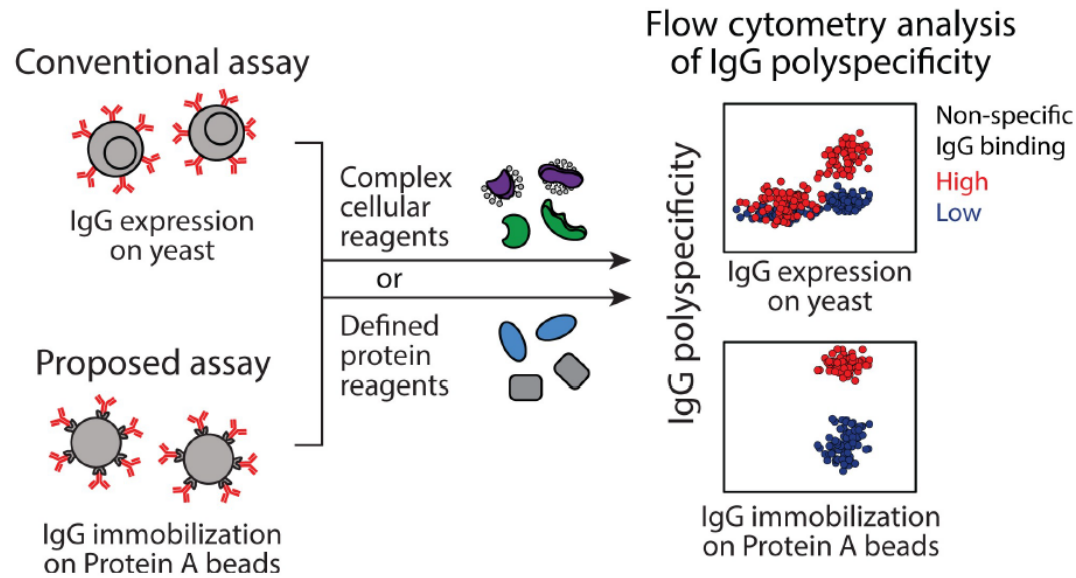 Conventional assay
IgG expression
on yeast
Proposed assay
IgG immobilization
on Protein A beads
Complex
cellular
reagents
or
Defined
protein
reagents
Flow cytometry analysis
of IgG polyspecificity
IgG polyspecificity
Non-specific
IgG binding
High
Low
IgG expression
on yeast
IgG immobilization
on Protein A beads